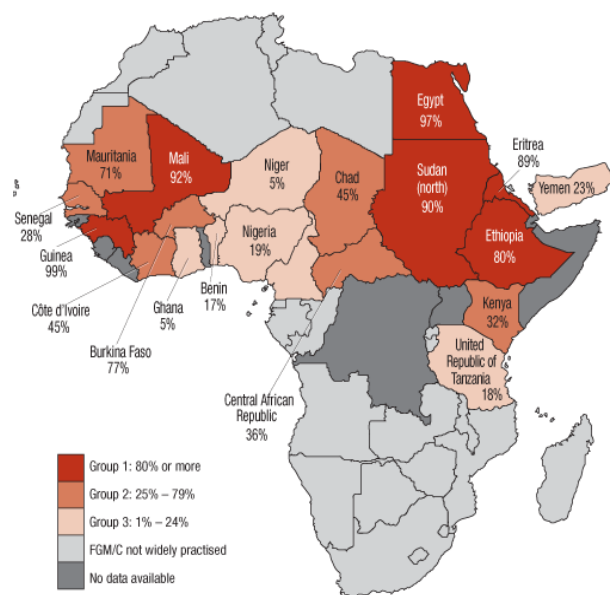 Egypt
97%
Eritrea
89%
Mauritania
71%
Mali
92%
Niger
5%
Chad
45%
Sudan
(north)
90%
Yemen 23%
Senegal
28%
Nigeria
19%
Ethiopia
80%
Guinea
99%
Benin
17%
Kenya
32%
Côte d'Ivoire
45%
Ghana
5%
Burkina Faso
77%
United
Republic of
Tanzania
18%
Central African
Republic
36%
Group 1: 80% or more
Group 2: 25% – 79%
Group 3: 1% – 24%
FGM/C not widely practised
No data available